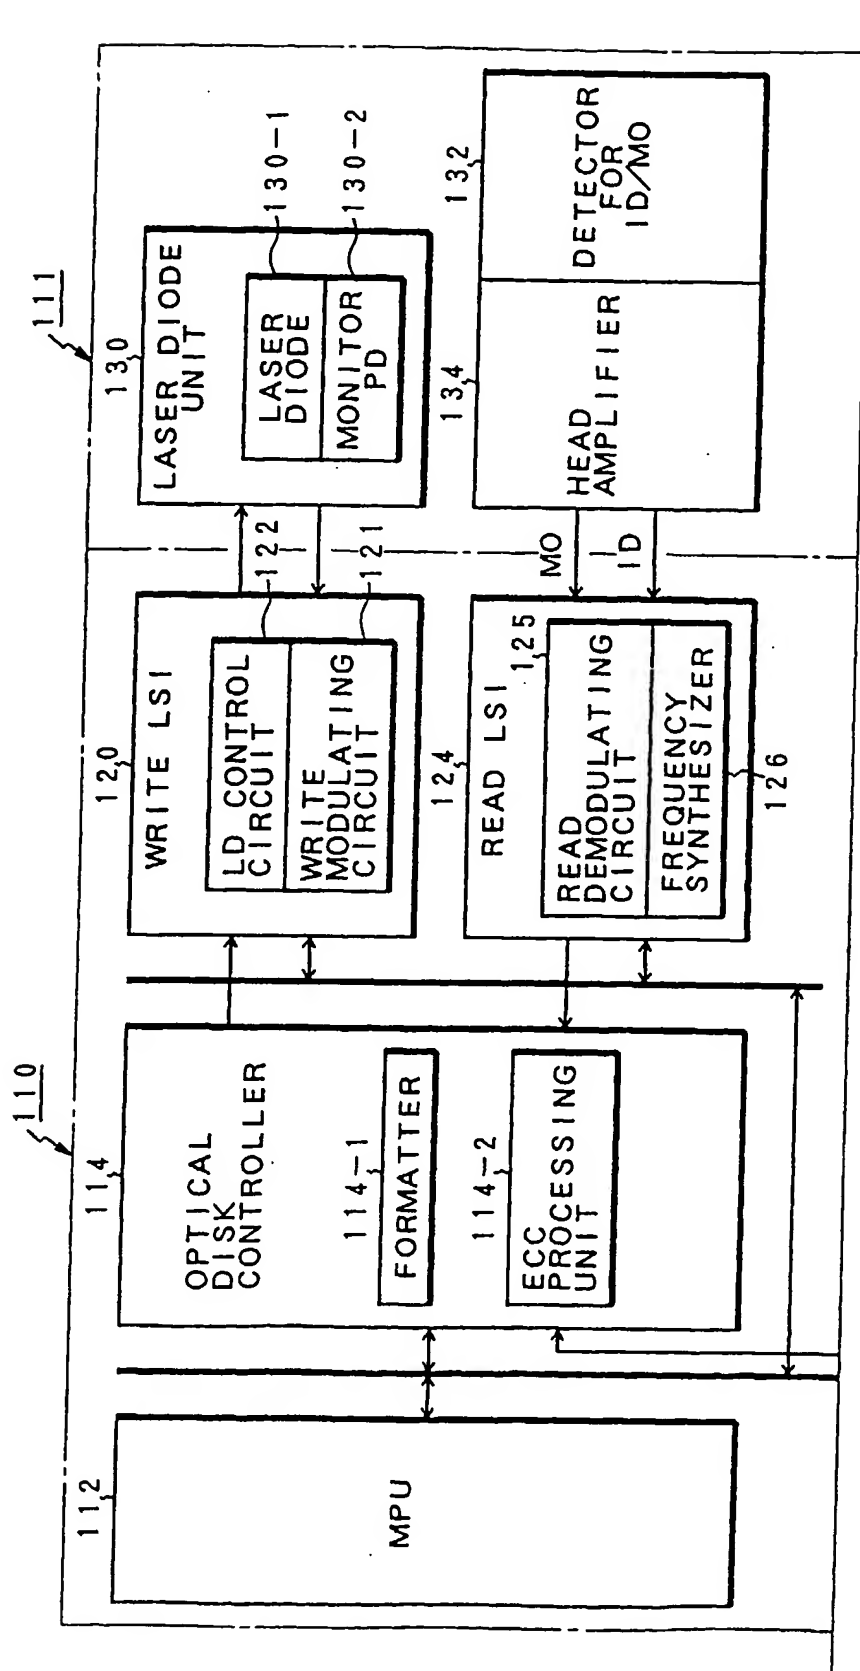 110
111
112
MPU
114
OPTICAL
DISK
CONTROLLER
114-1
FORMATTER
114-2
ECC
PROCESSING
UNIT
120
WRITE LSI
LD CONTROL
CIRCUIT
122
WRITE
MODULATING
CIRCUIT
121
124
READ LSI
125
READ
DEMODULATING
CIRCUIT
FREQUENCY
SYNTHESIZER
126
MO
ID
130
LASER DIODE
UNIT
LASER
DIODE
130-1
MONITOR
PD
130-2
134
HEAD
AMPLIFIER
132
DETECTOR
FOR
ID/MO